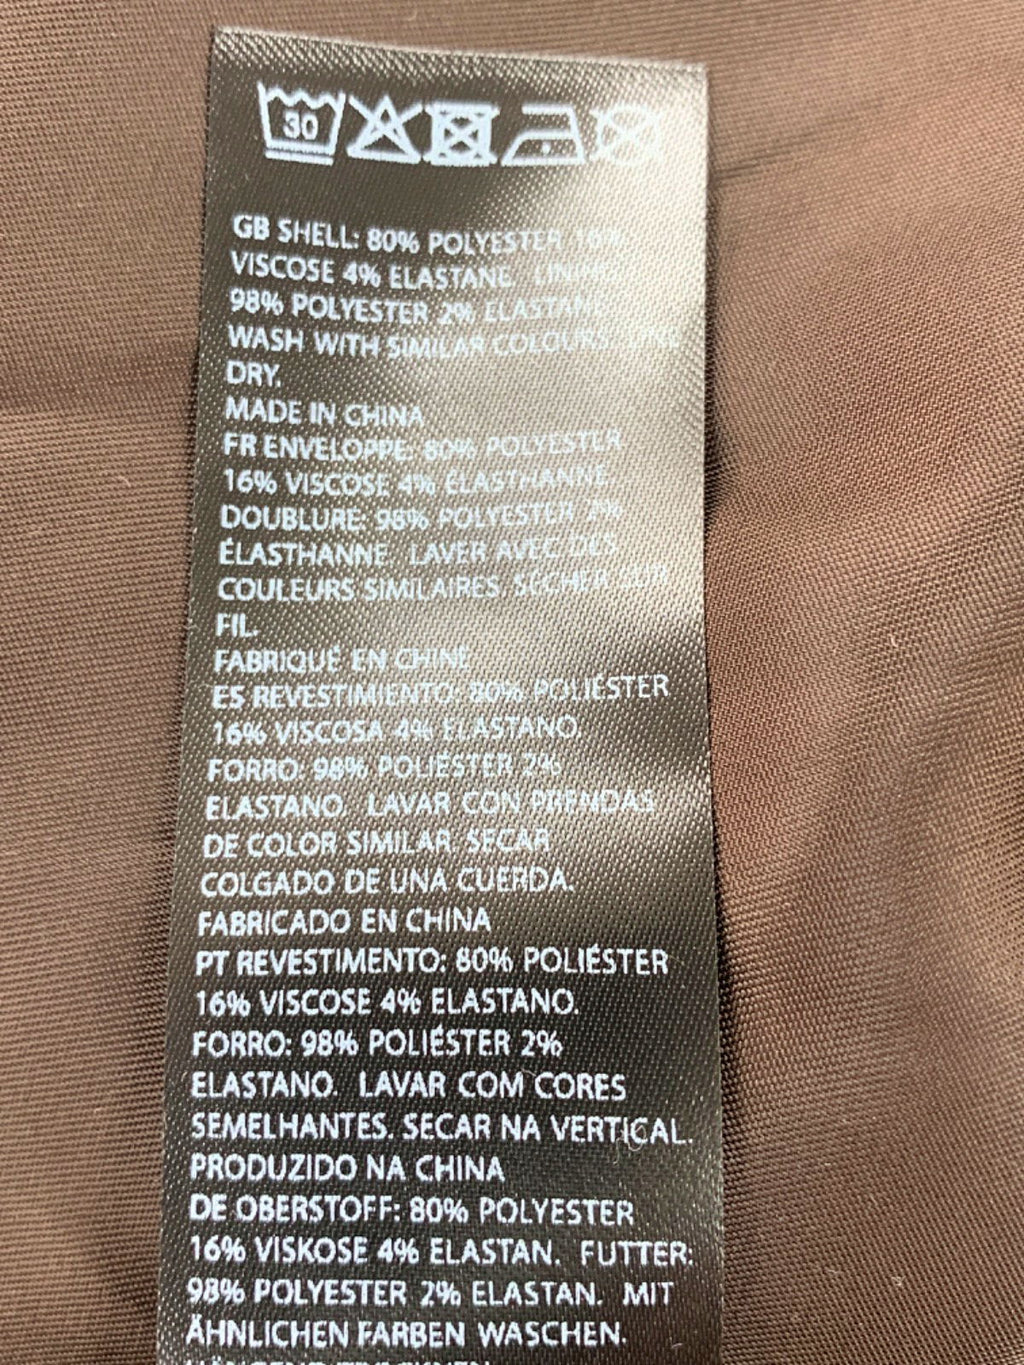 30
GB SHELL: 80% POLYESTER 16%
VISCOSE 4% ELASTANE. LINING:
98% POLYESTER 2% ELASTANE.
WASH WITH SIMILAR COLOURS. LINE
DRY.
MADE IN CHINA
FR ENVELOPPE: 80% POLYESTER
16% VISCOSE 4% ÉLASTHANNE.
DOUBLURE: 98% POLYESTER 2%
ÉLASTHANNE. LAVER AVEC DES
COULEURS SIMILAIRES. SÉCHER SUR
FIL.
FABRIQUÉ EN CHINE
ES REVESTIMIENTO: 80% POLIÉSTER
16% VISCOSA 4% ELASTANO.
FORRO: 98% POLIÉSTER 2%
ELASTANO. LAVAR CON PRENDAS
DE COLOR SIMILAR. SECAR
COLGADO DE UNA CUERDA.
FABRICADO EN CHINA
PT REVESTIMENTO: 80% POLIÉSTER
16% VISCOSE 4% ELASTANO.
FORRO: 98% POLIÉSTER 2%
ELASTANO. LAVAR COM CORES
SEMELHANTES. SECAR NA VERTICAL.
PRODUZIDO NA CHINA
DE OBERSTOFF: 80% POLYESTER
16% VISKOSE 4% ELASTAN. FUTTER:
98% POLYESTER 2% ELASTAN. MIT
ÄHNLICHEN FARBEN WASCHEN.